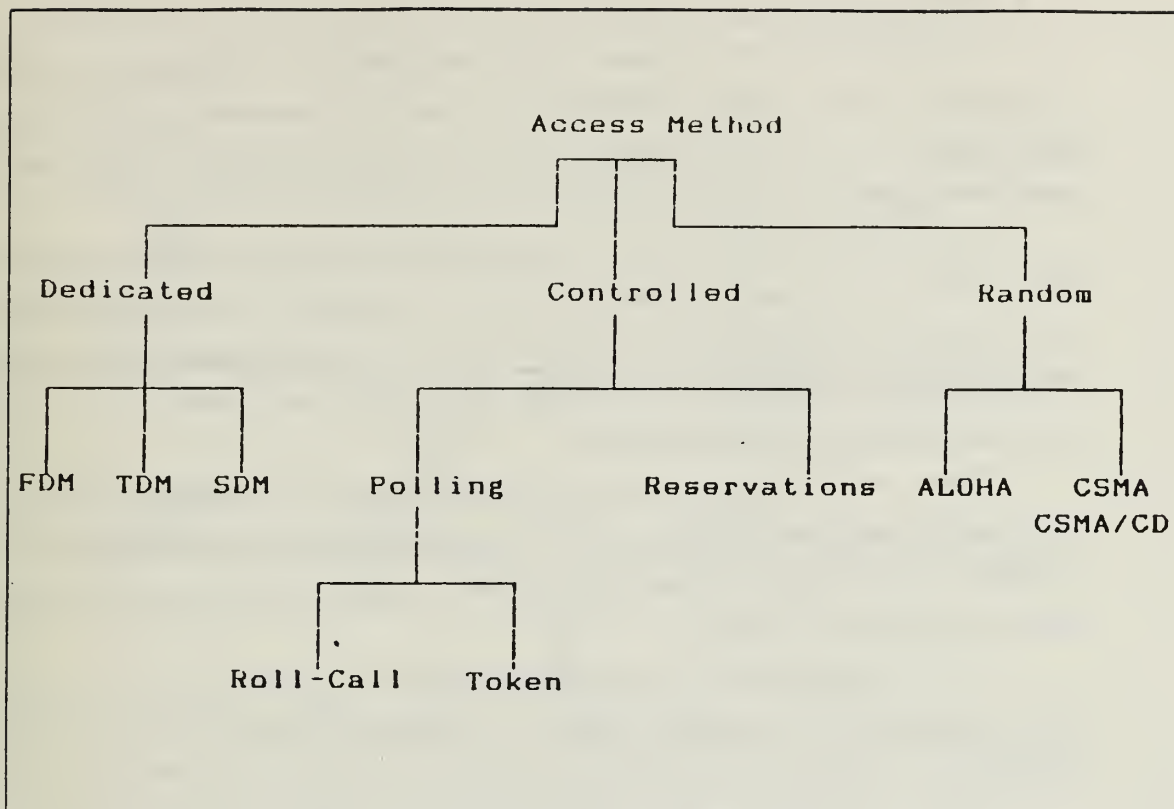 Access Method
Dedicated Controlled Random
FDM TDM SDM Polling Reservations ALOHA CSMA
CSMA/CD
Roll-Call Token